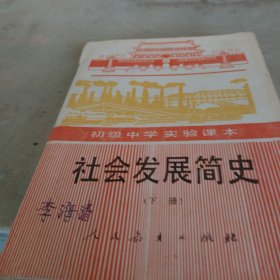 初级中学实验课本
社会发展简史
(下册)
李海清
人民教育出版社